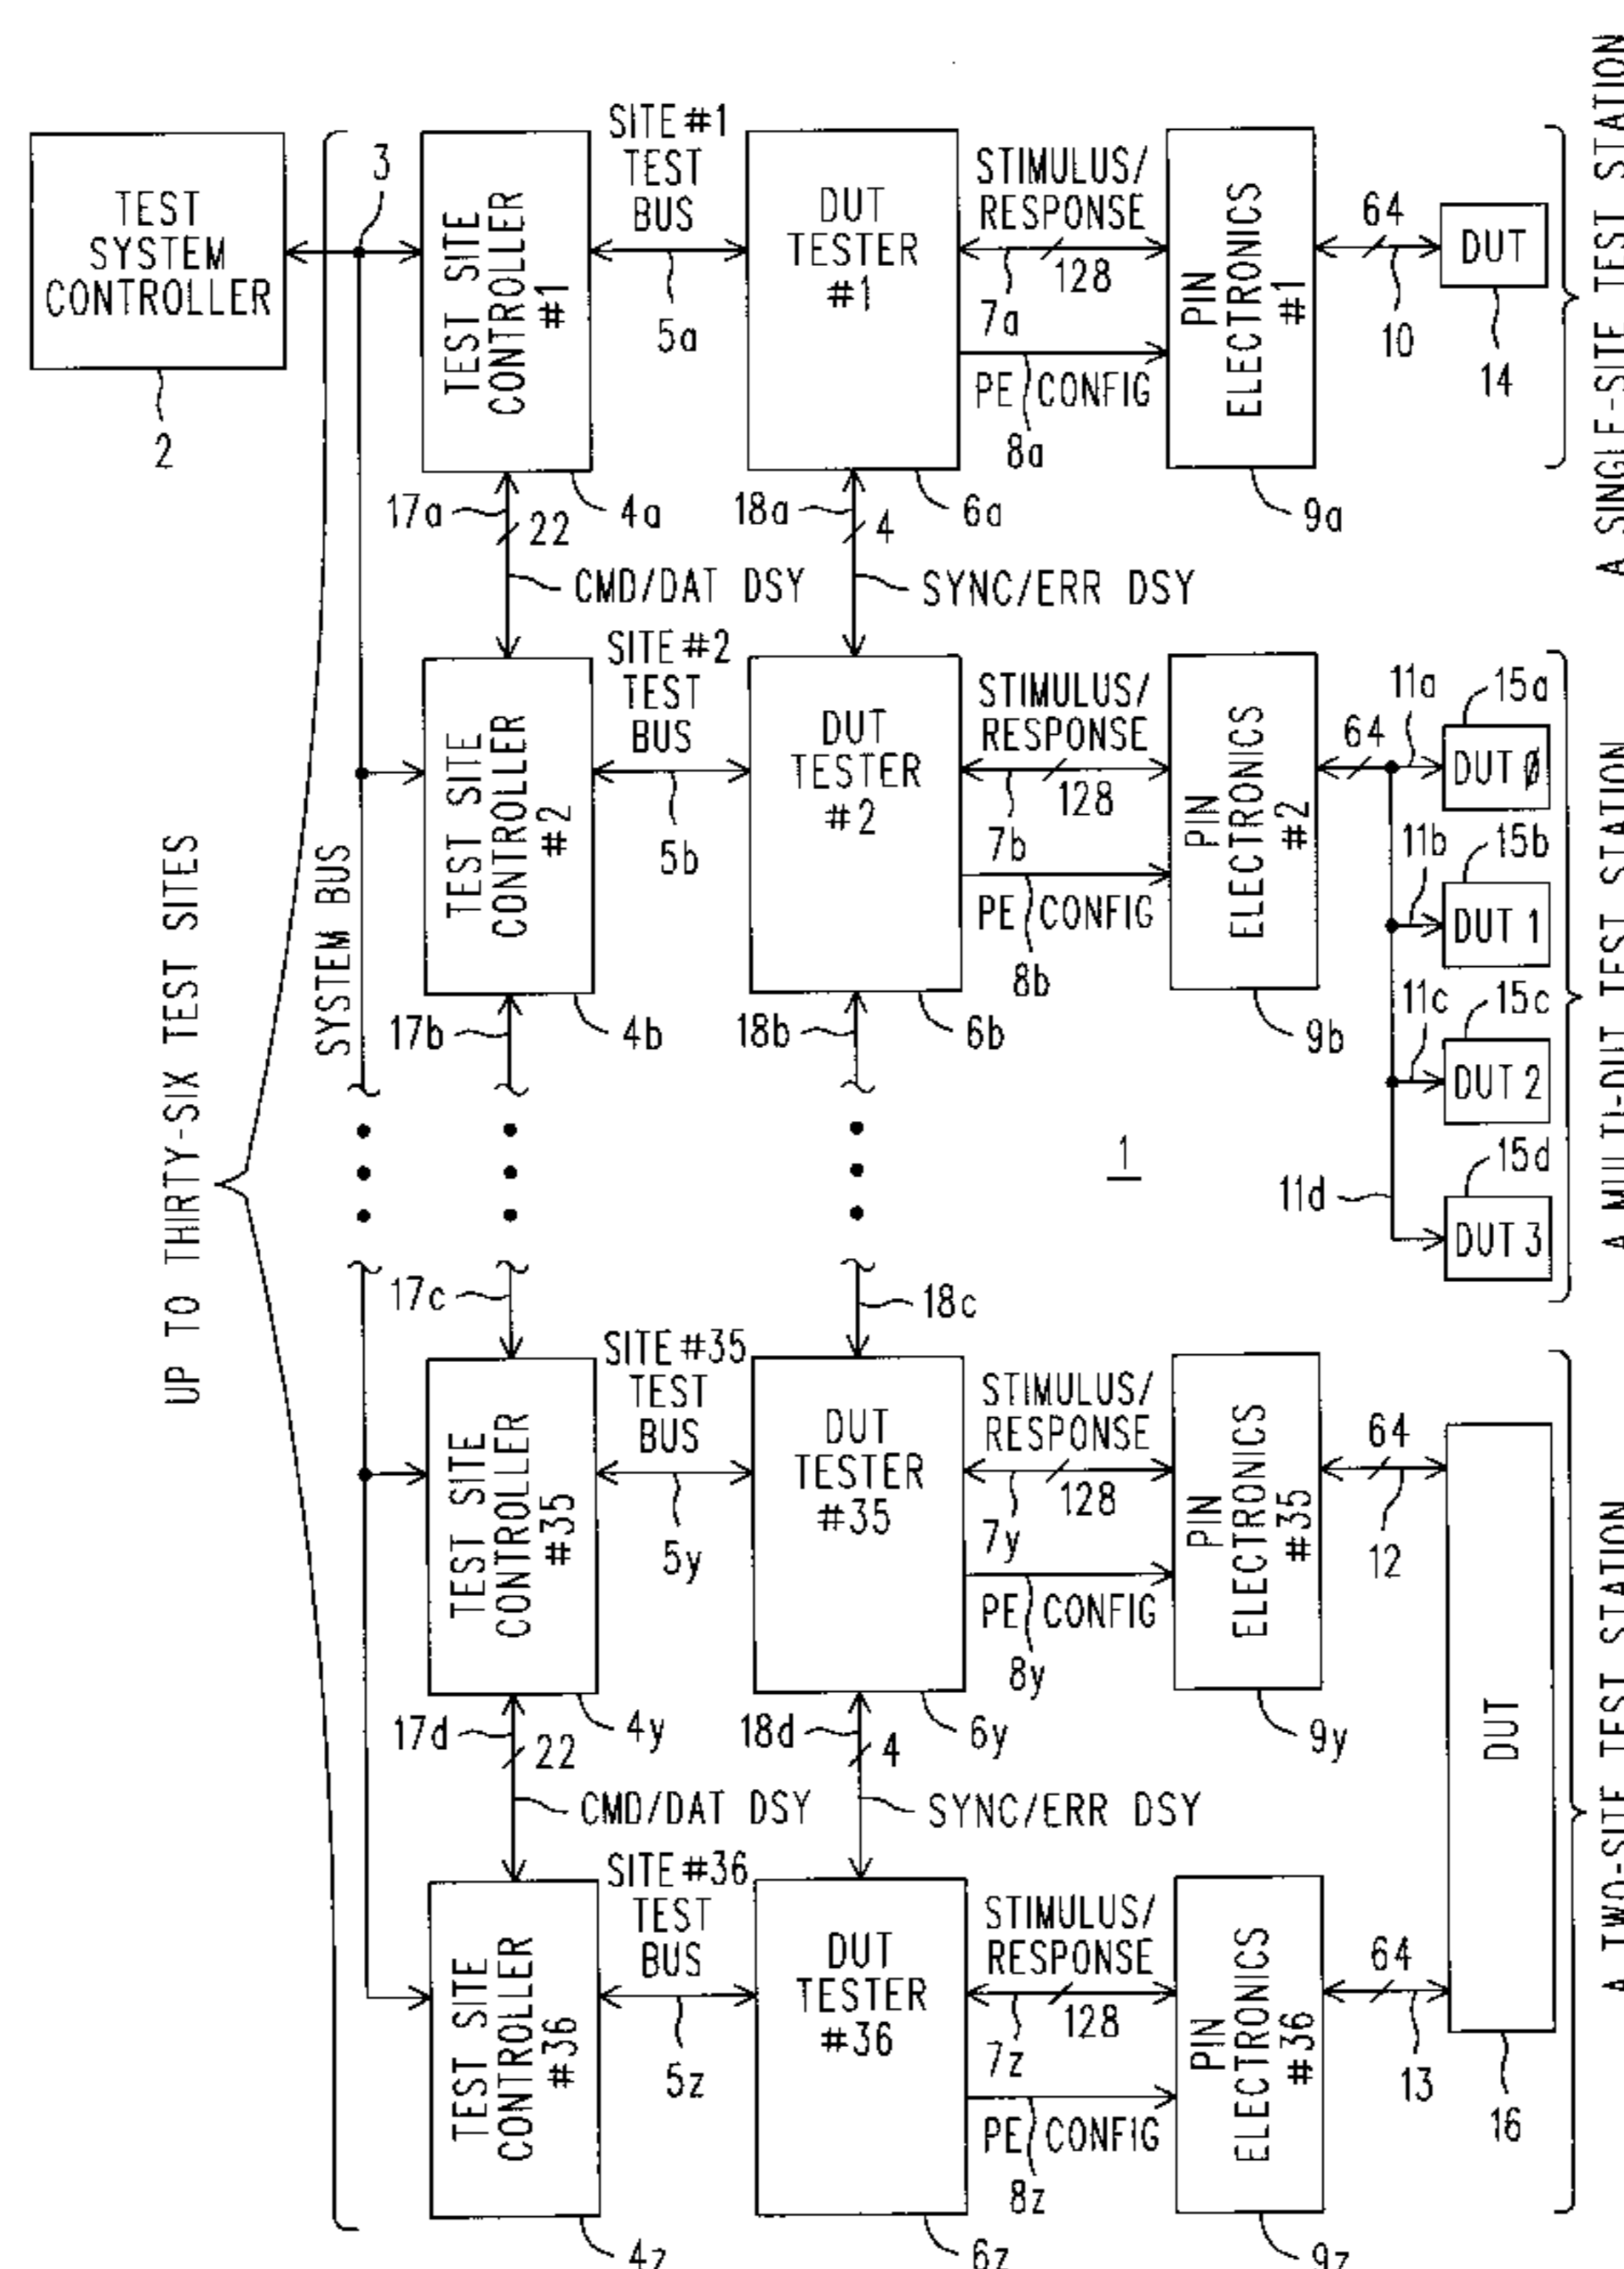 TEST
SYSTEM
CONTROLLER
2
3
TEST SITE
CONTROLLER
#1
SITE #1
TEST
BUS
5a
DUT
TESTER
#1
STIMULUS/
RESPONSE
128
7a
PE CONFIG
8a
PIN
ELECTRONICS
#1
64
10
DUT
14
A SINGLE-SITE TEST STATION
17a
22
4a
18a
4
6a
9a
CMD/DAT DSY
SYNC/ERR DSY
UP TO THIRTY-SIX TEST SITES
SYSTEM BUS
TEST SITE
CONTROLLER
#2
SITE #2
TEST
BUS
5b
DUT
TESTER
#2
STIMULUS/
RESPONSE
128
7b
PE CONFIG
8b
PIN
ELECTRONICS
#2
64
11a
15a
DUT Ø
11b
15b
DUT 1
11c
15c
DUT 2
11d
15d
DUT 3
A MULTI-DUT TEST STATION
17b
4b
18b
6b
9b
1
17c
18c
TEST SITE
CONTROLLER
#35
SITE #35
TEST
BUS
5y
DUT
TESTER
#35
STIMULUS/
RESPONSE
128
7y
PE CONFIG
8y
PIN
ELECTRONICS
#35
64
12
DUT
16
A TWO-SITE TEST STATION
17d
22
4y
18d
4
6y
9y
CMD/DAT DSY
SYNC/ERR DSY
TEST SITE
CONTROLLER
#36
SITE #36
TEST
BUS
5z
DUT
TESTER
#36
STIMULUS/
RESPONSE
128
7z
PE CONFIG
8z
PIN
ELECTRONICS
#36
64
13
4z
6z
9z